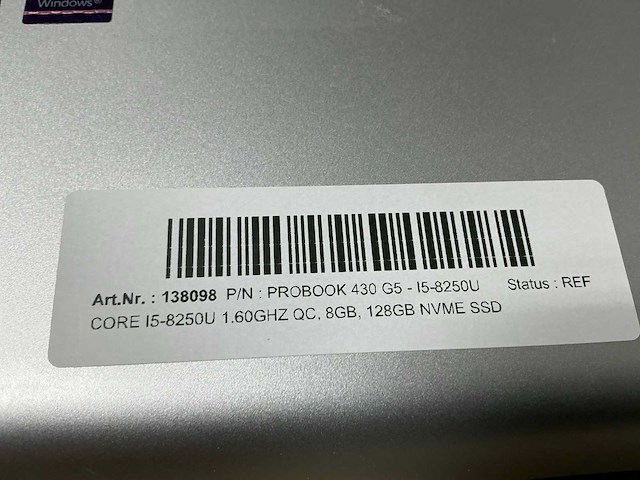 Windows®
Art.Nr. : 138098 P/N : PROBOOK 430 G5 - I5-8250U Status : REF
CORE I5-8250U 1.60GHZ QC, 8GB, 128GB NVME SSD